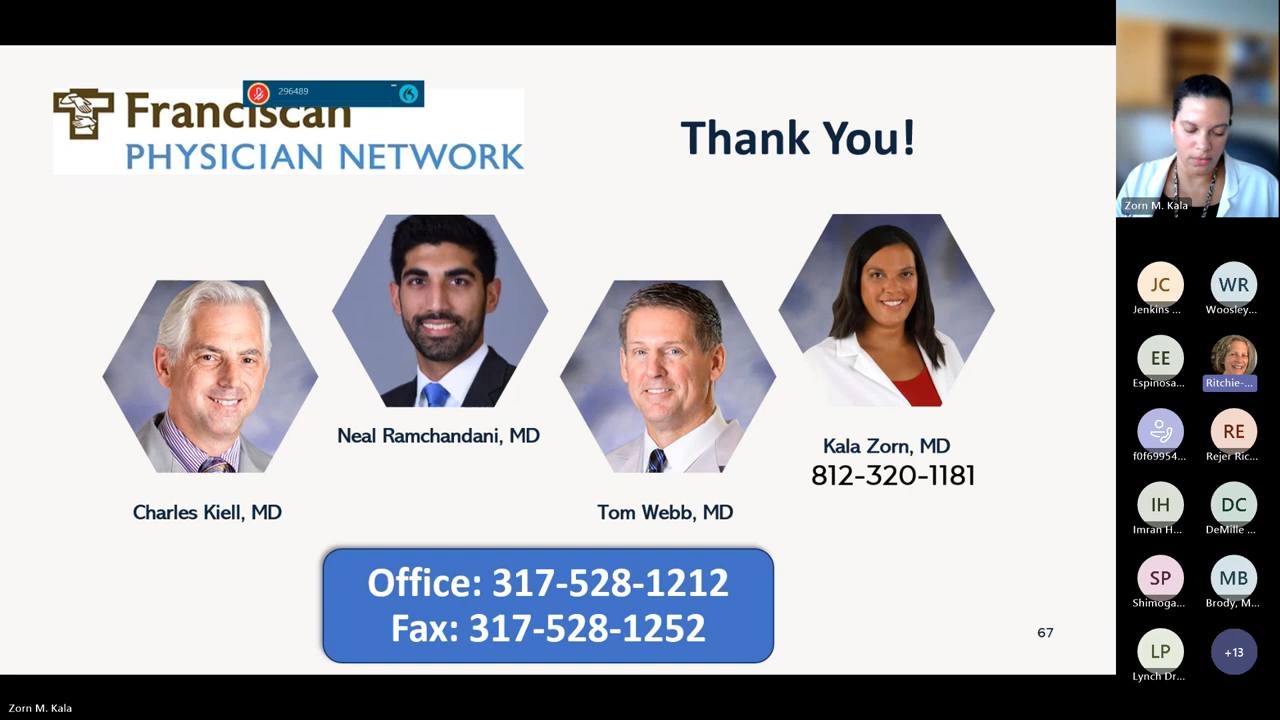 296489
Franciscan
PHYSICIAN NETWORK
Thank You!
Neal Ramchandani, MD
Kala Zorn, MD
812-320-1181
Charles Kiell, MD
Tom Webb, MD
Office: 317-528-1212
Fax: 317-528-1252
67
Zorn M. Kala
JC
WR
Jenkins ...
Woosley...
EE
Espinosa...
Ritchie-...
RE
f0f69954...
Rejer Ric...
IH
DC
Imran H...
DeMille ...
SP
MB
Shimoga...
Brody, M...
LP
+13
Lynch Dr...
Zorn M. Kala